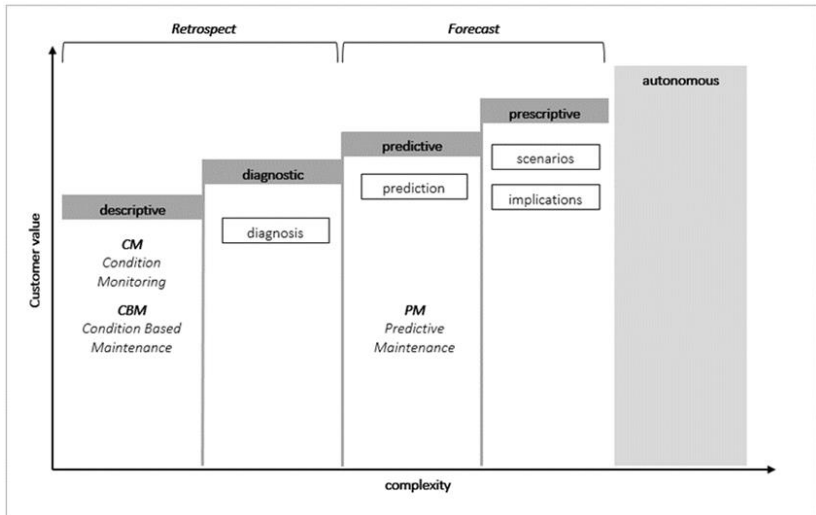 Retrospect
Forecast
autonomous
prescriptive
scenarios
implications
predictive
prediction
PM
Predictive
Maintenance
diagnostic
diagnosis
descriptive
CM
Condition
Monitoring
CBM
Condition Based
Maintenance
Customer value
complexity